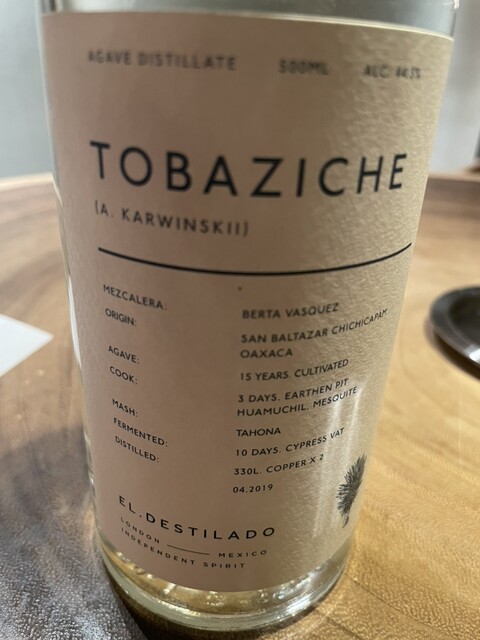 AGAVE DISTILLATE 500ML ALC. 44.5%
TOBAZICHE
(A. KARWINSKII)
MEZCALERA: BERTA VASQUEZ
ORIGIN: SAN BALTAZAR CHICHICAPAM
OAXACA
AGAVE: 15 YEARS. CULTIVATED
COOK: 3 DAYS. EARTHEN PIT
HUAMUCHIL. MESQUITE
MASH: TAHONA
FERMENTED: 10 DAYS. CYPRESS VAT
DISTILLED: 330L. COPPER X 2
04.2019
EL.DESTILADO
LONDON MEXICO
INDEPENDENT SPIRIT